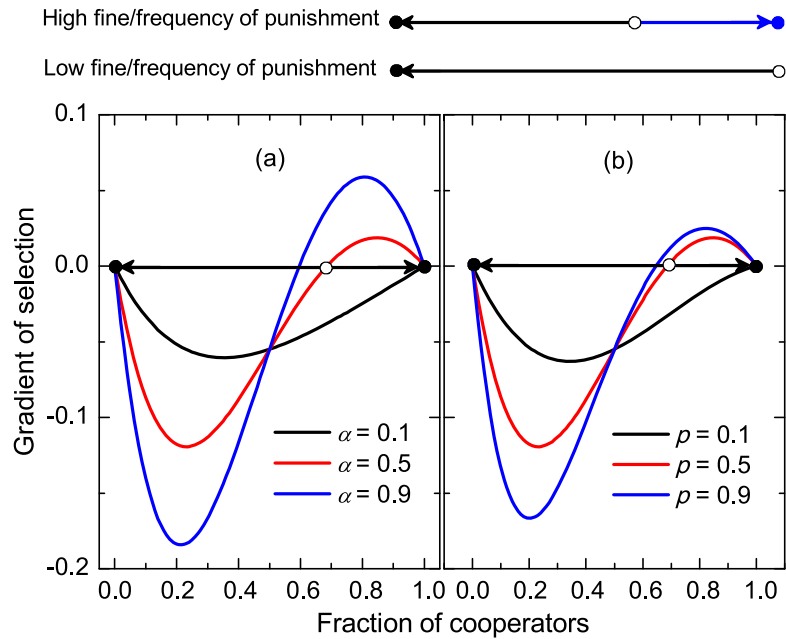 High fine/frequency of punishment
Low fine/frequency of punishment
(a)
(b)
Gradient of selection
0.1
0.0
-0.1
-0.2
α = 0.1
α = 0.5
α = 0.9
p = 0.1
p = 0.5
p = 0.9
0.0 0.2 0.4 0.6 0.8 1.0
0.0 0.2 0.4 0.6 0.8 1.0
Fraction of cooperators